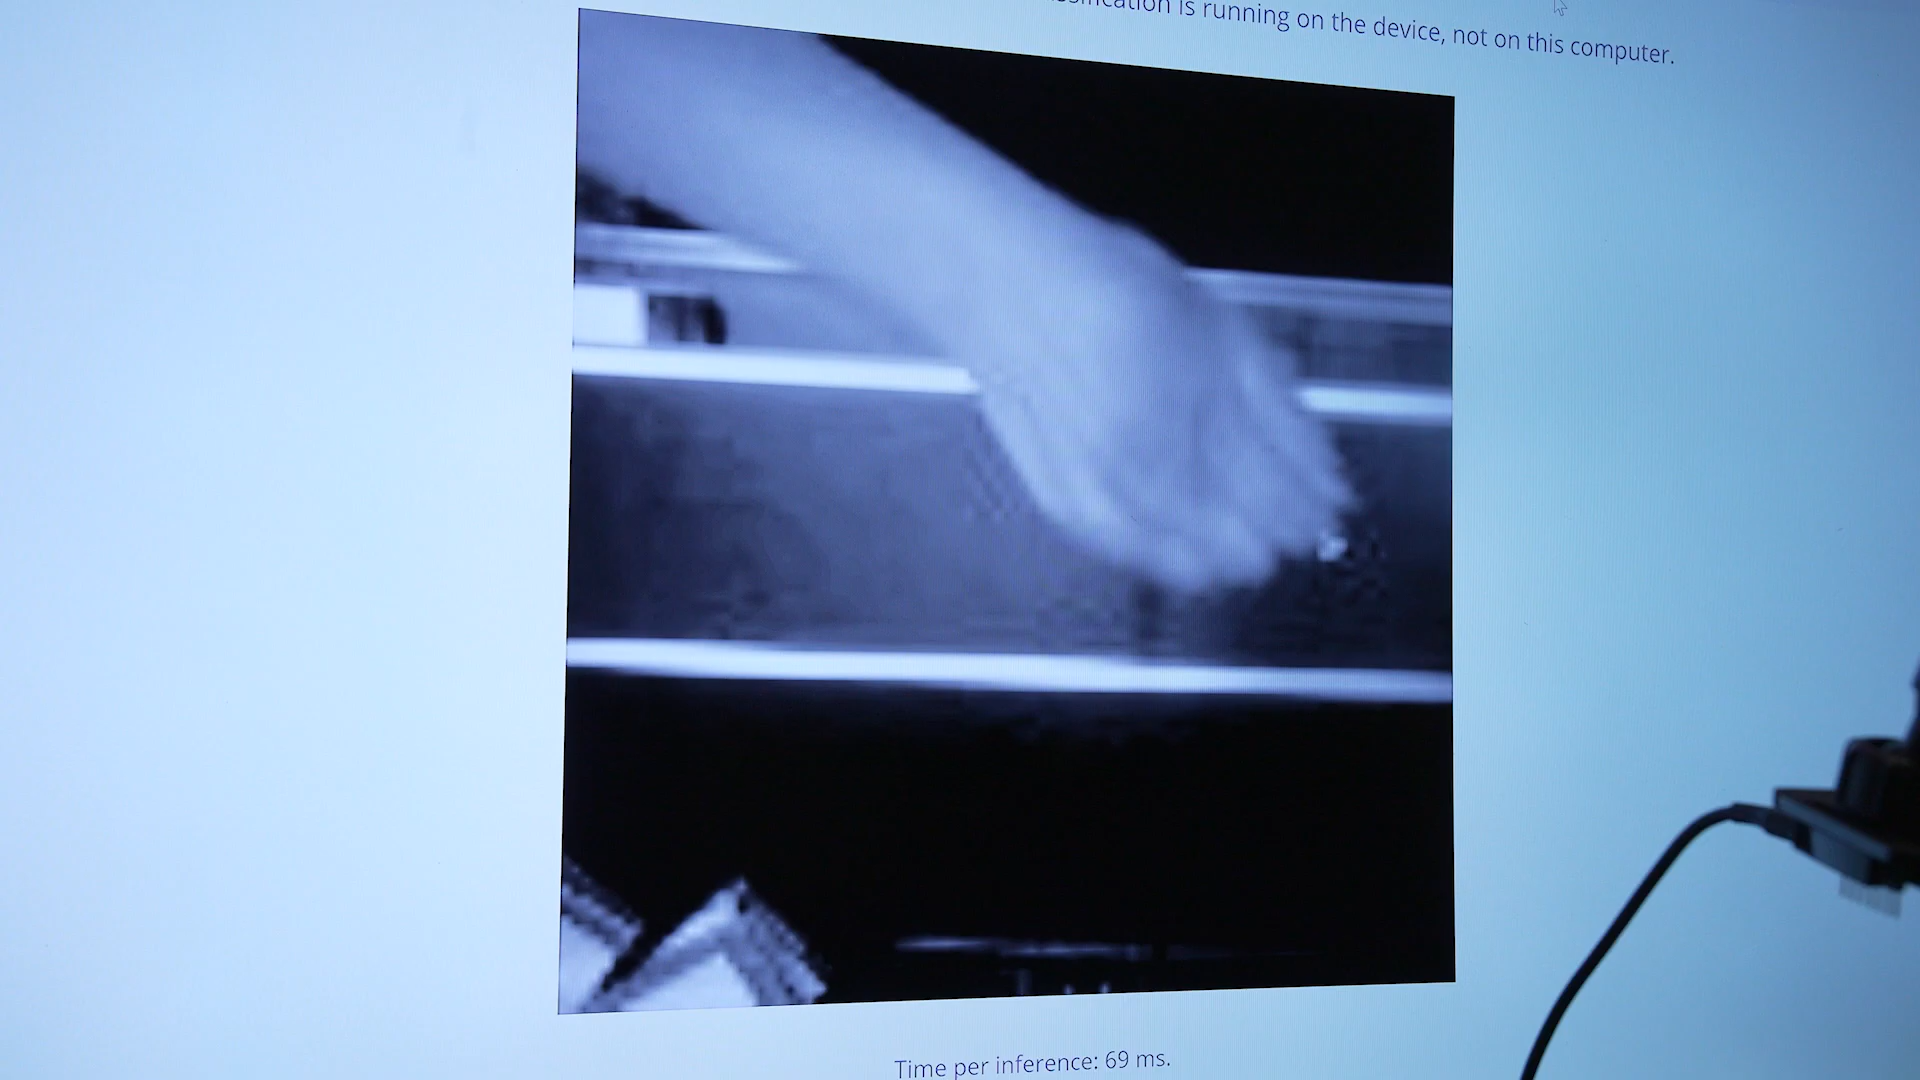 is running on the device, not on this computer.
Time per inference: 69 ms.